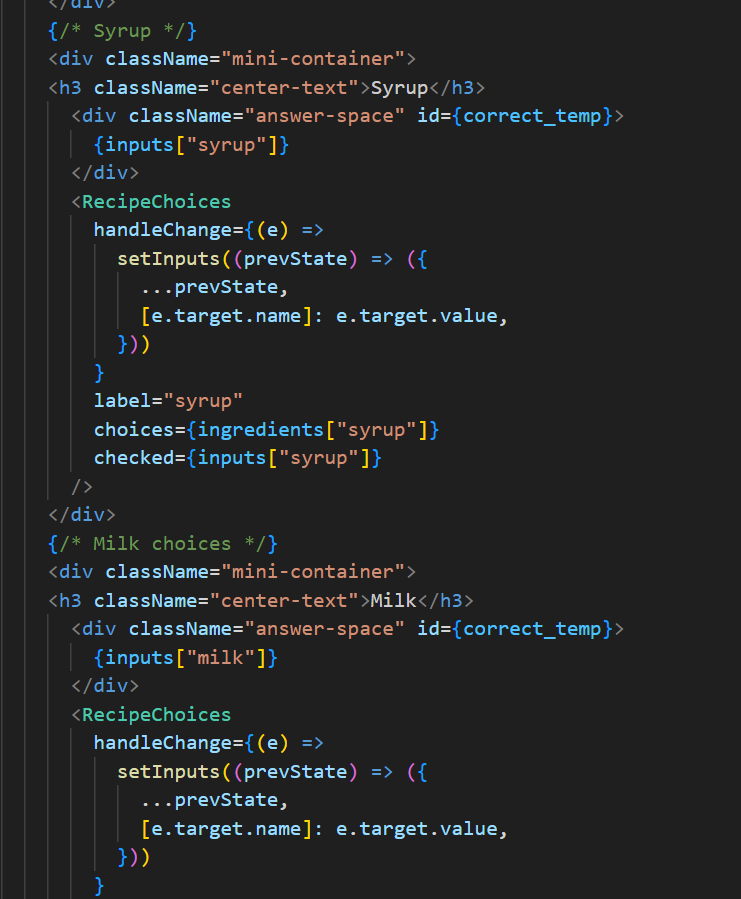 </div>
{/* Syrup */}
<div className="mini-container">
<h3 className="center-text">Syrup</h3>
<div className="answer-space" id={correct_temp}>
{inputs["syrup"]}
</div>
<RecipeChoices
handleChange={(e) =>
setInputs((prevState) => ({
...prevState,
[e.target.name]: e.target.value,
}))
}
label="syrup"
choices={ingredients["syrup"]}
checked={inputs["syrup"]}
/>
</div>
{/* Milk choices */}
<div className="mini-container">
<h3 className="center-text">Milk</h3>
<div className="answer-space" id={correct_temp}>
{inputs["milk"]}
</div>
<RecipeChoices
handleChange={(e) =>
setInputs((prevState) => ({
...prevState,
[e.target.name]: e.target.value,
}))
}